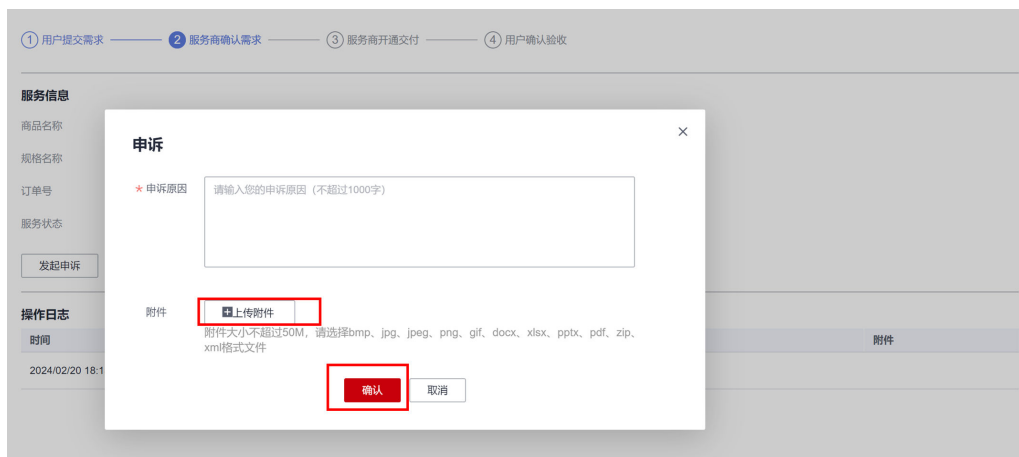 1 用户提交需求 2 服务商确认需求 3 服务商开通交付 4 用户确认验收
服务信息
商品名称
规格名称
订单号
服务状态
发起申诉
操作日志
时间 附件
2024/02/20 18:1
申诉
* 申诉原因 请输入您的申诉原因（不超过1000字）
附件 上传附件
附件大小不超过50M，请选择bmp、jpg、jpeg、png、gif、docx、xlsx、pptx、pdf、zip、
xml格式文件
确认 取消